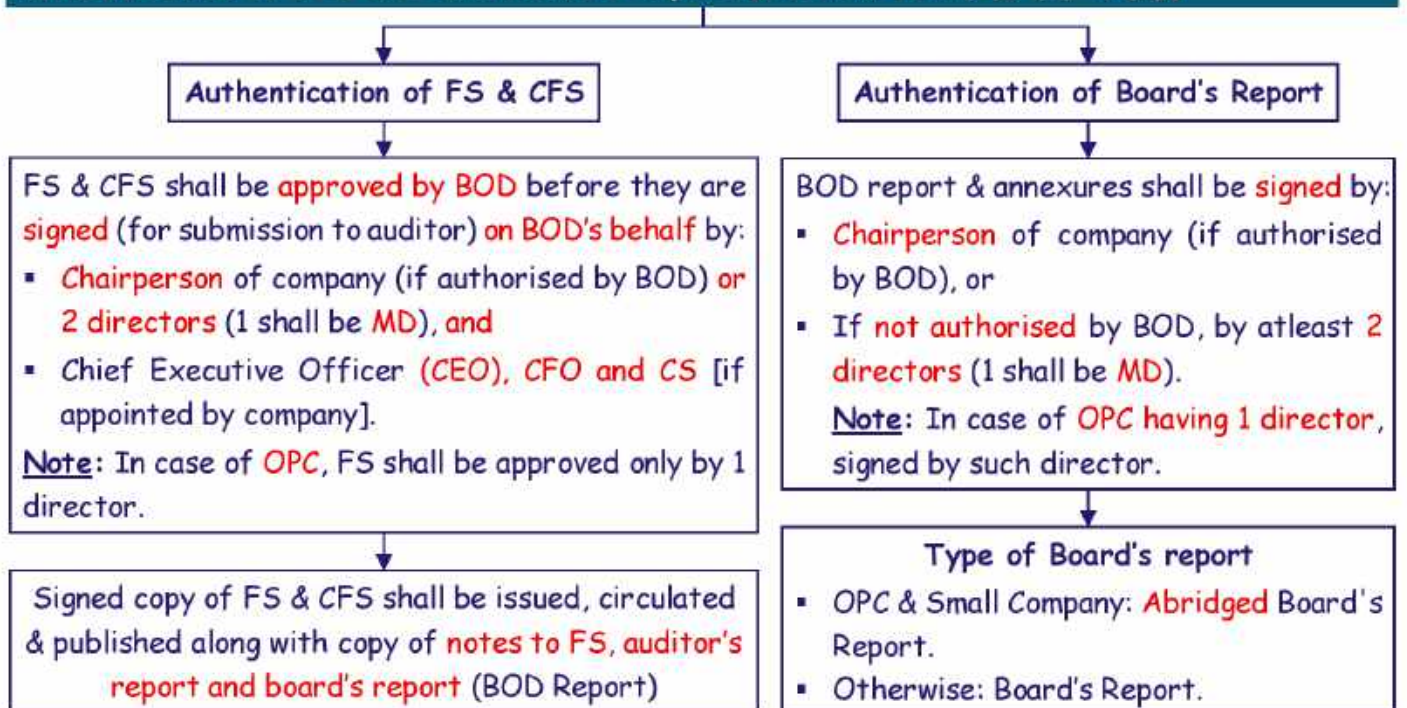 Authentication of FS & CFS
FS & CFS shall be approved by BOD before they are
signed (for submission to auditor) on BOD's behalf by:
▪ Chairperson of company (if authorised by BOD) or
2 directors (1 shall be MD), and
▪ Chief Executive Officer (CEO), CFO and CS [if
appointed by company].
Note: In case of OPC, FS shall be approved only by 1
director.
Signed copy of FS & CFS shall be issued, circulated
& published along with copy of notes to FS, auditor's
report and board's report (BOD Report)
Authentication of Board's Report
BOD report & annexures shall be signed by:
▪ Chairperson of company (if authorised
by BOD), or
▪ If not authorised by BOD, by atleast 2
directors (1 shall be MD).
Note: In case of OPC having 1 director,
signed by such director.
Type of Board's report
▪ OPC & Small Company: Abridged Board's
Report.
▪ Otherwise: Board's Report.